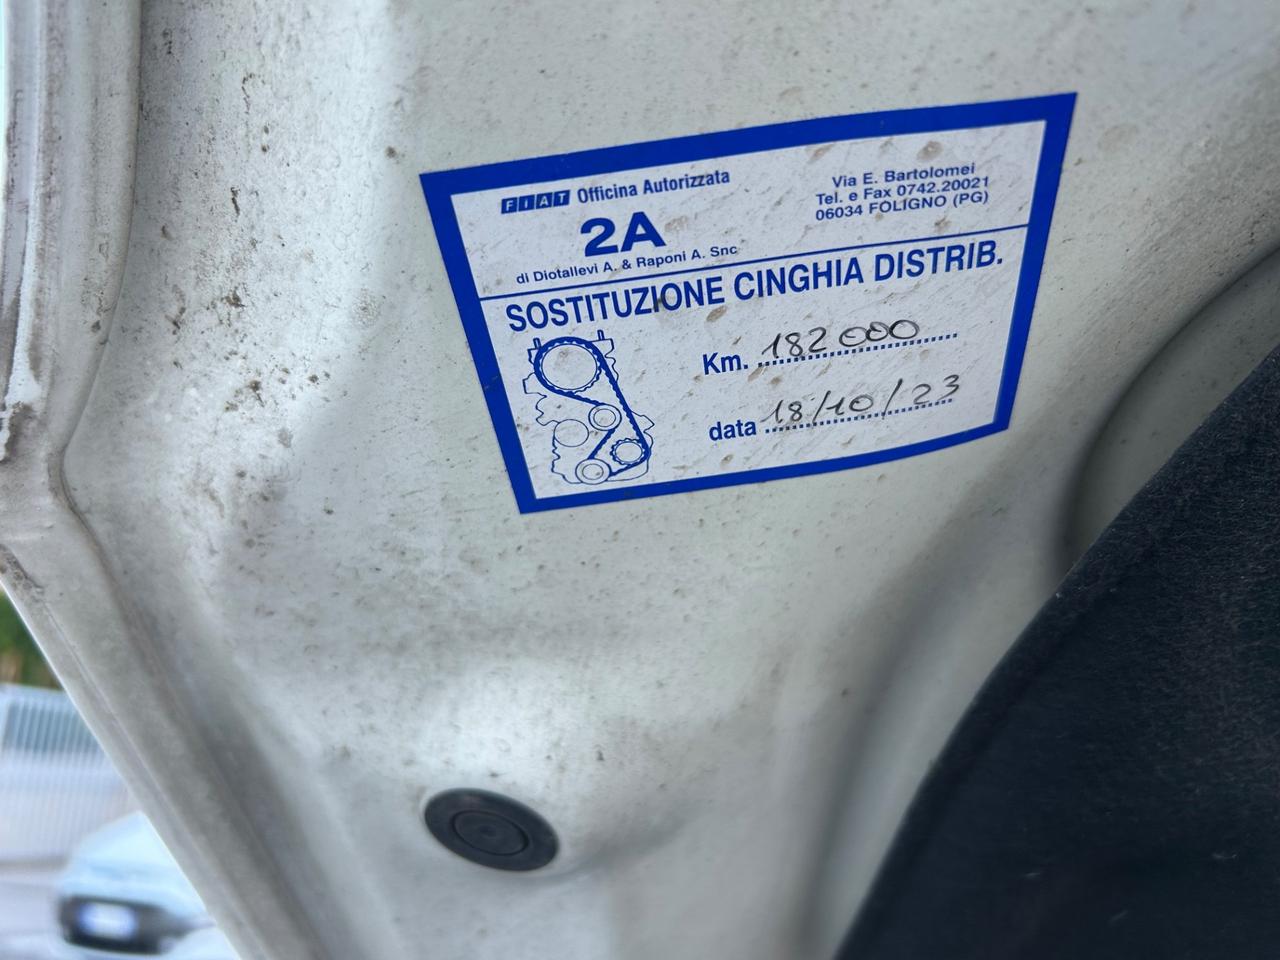 FIAT Officina Autorizzata
2A
di Diotallevi A. & Raponi A. Snc
Via E. Bartolomei
Tel. e Fax 0742.20021
06034 FOLIGNO (PG)
SOSTITUZIONE CINGHIA DISTRIB.
Km. 182000
data 18/10/23